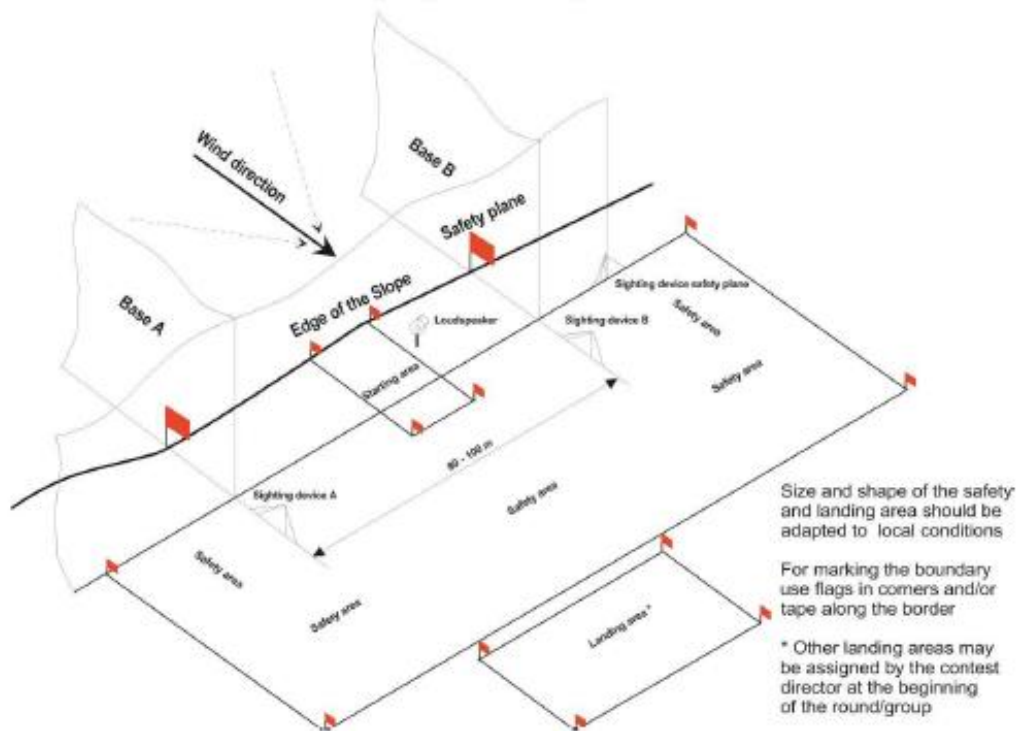 Wind direction
Base B
Safety plane
Base A
Edge of the Slope
Loudspeaker
Sighting device safety plane
Safety area
Sighting device B
Safety area
Starting area
80 - 100 m
Sighting device A
Safety area
Safety area
Safety area
Landing area *
Size and shape of the safety
and landing area should be
adapted to local conditions
For marking the boundary
use flags in corners and/or
tape along the border
* Other landing areas may
be assigned by the contest
director at the beginning
of the round/group